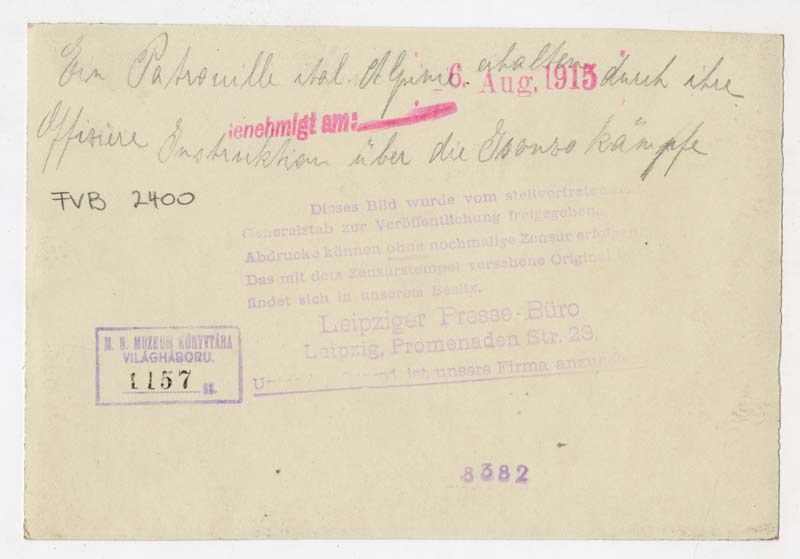 Ein Patrouille ital. Alpini erhalten durch ihre
6. Aug. 1915
Offiziere Instruktion über die Isonzokämpfe
Genehmigt am:
FVB 2400
Dieses Bild wurde vom stellvertretenden
Generalstab zur Veröffentlichung freigegeben.
Abdrucke können ohne nochmalige Zensur erfolgen
Das mit dem Zensurstempel versehene Original
findet sich in unserem Besitz.
Leipziger Presse-Büro
Leipzig, Promenaden Str. 23
ist unsere Firma
M. N. MUZEUM KÖNYVTÁRA
VILÁGHÁBORU.
1157 sz.
8382